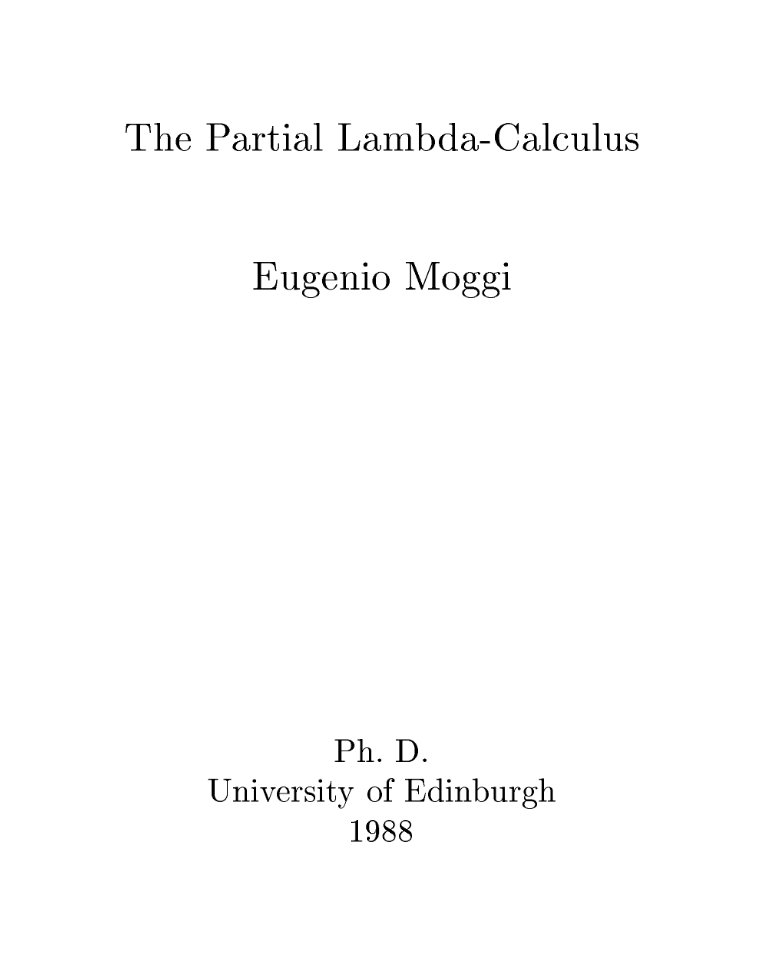 The Partial Lambda-Calculus
Eugenio Moggi
Ph. D.
University of Edinburgh
1988